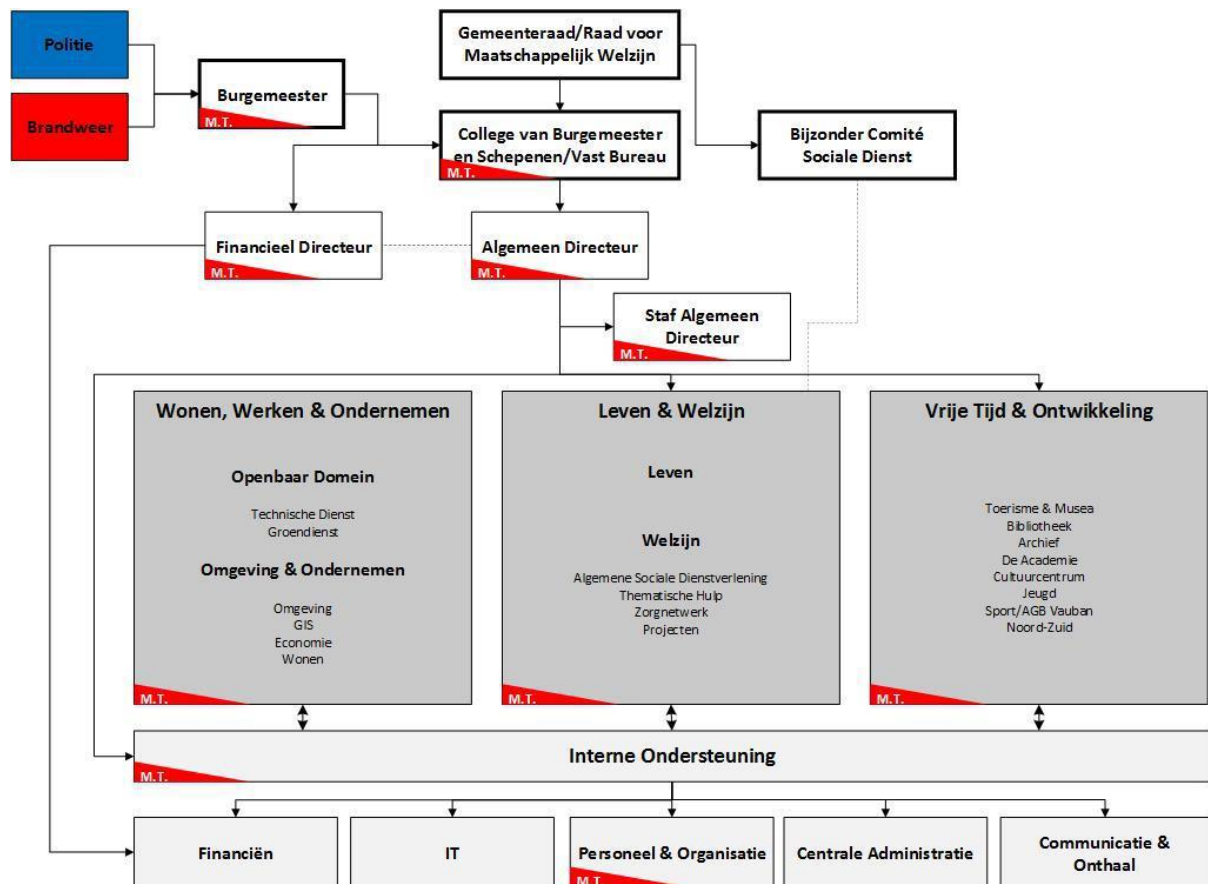 Politie
Brandweer
Burgemeester
M.T.
Gemeenteraad/Raad voor
Maatschappelijk Welzijn
College van Burgemeester
en Schepenen/Vast Bureau
M.T.
Bijzonder Comité
Sociale Dienst
Financieel Directeur
M.T.
Algemeen Directeur
M.T.
Staf Algemeen
Directeur
M.T.
Wonen, Werken & Ondernemen
Openbaar Domein
Technische Dienst
Groendienst
Omgeving & Ondernemen
Omgeving
GIS
Economie
Wonen
M.T.
Leven & Welzijn
Leven
Welzijn
Algemene Sociale Dienstverlening
Thematische Hulp
Zorgnetwerk
Projecten
M.T.
Vrije Tijd & Ontwikkeling
Toerisme & Musea
Bibliotheek
Archief
De Academie
Cultuurcentrum
Jeugd
Sport/AGB Vauban
Noord-Zuid
M.T.
Interne Ondersteuning
M.T.
Financiën
IT
Personeel & Organisatie
M.T.
Centrale Administratie
Communicatie &
Onthaal